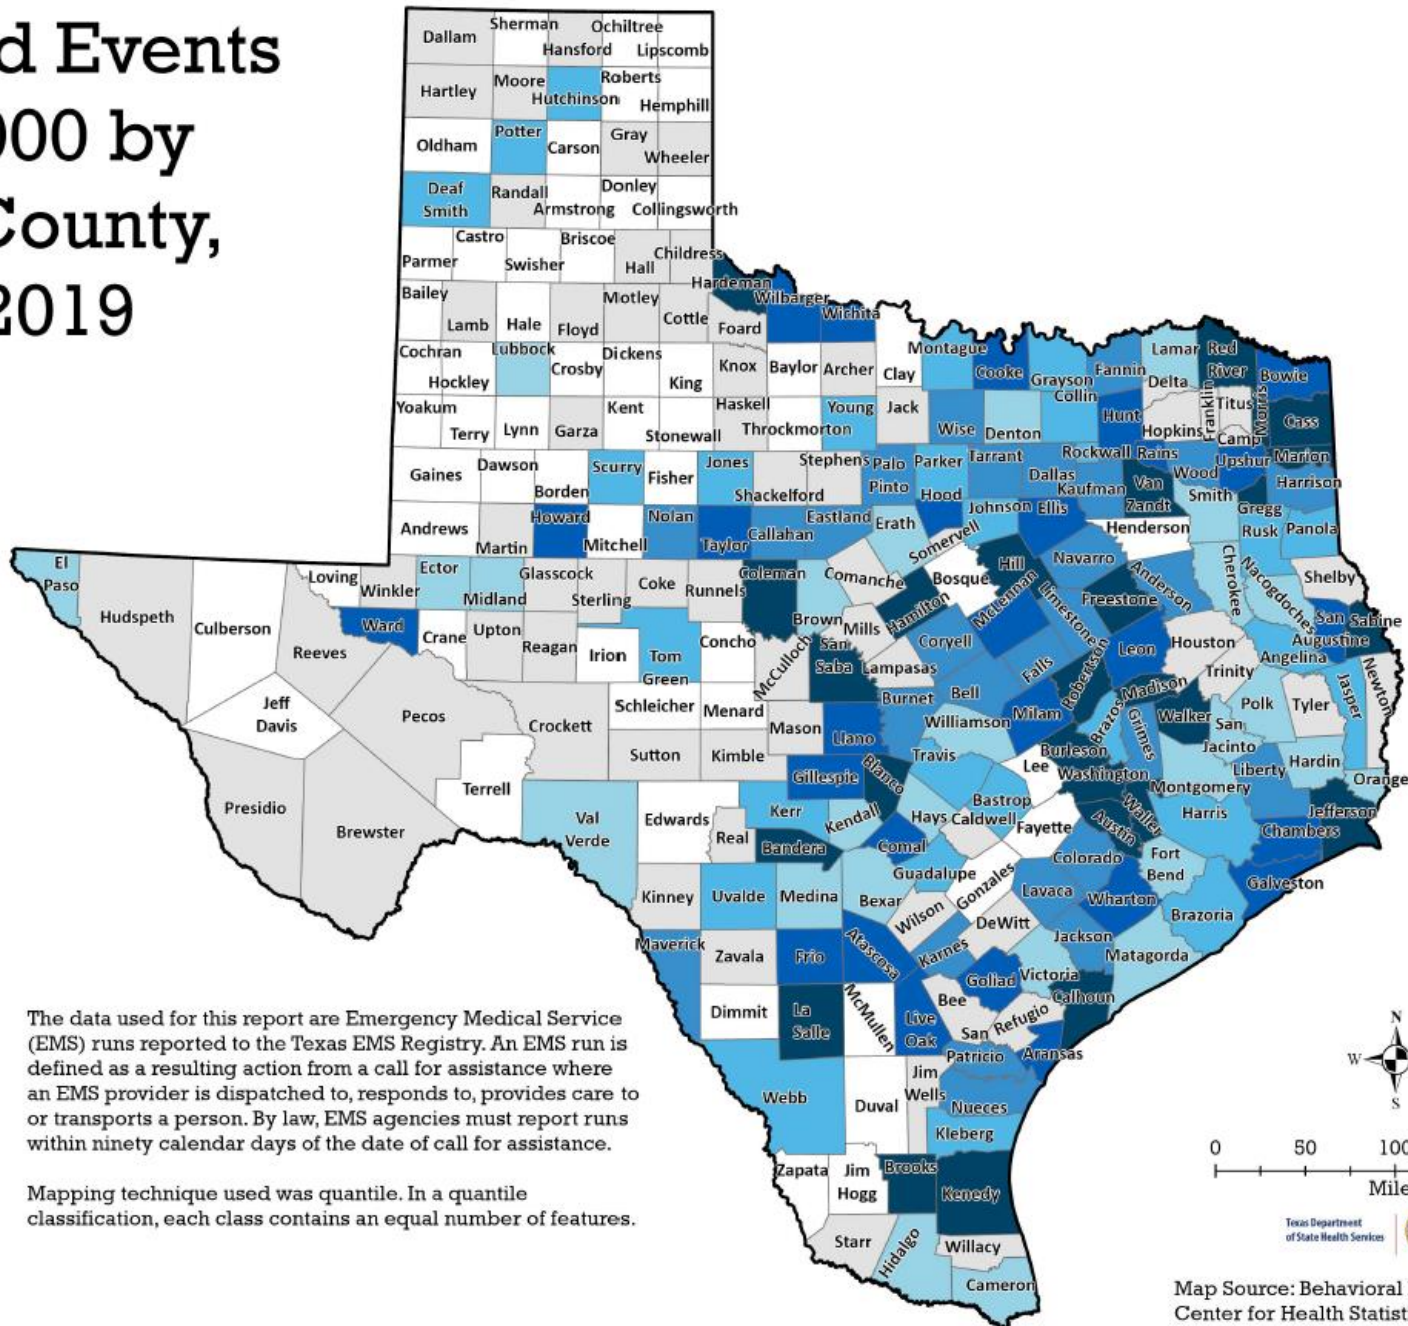 d Events
000 by
County,
2019
Dallam
Sherman
Hansford
Ochiltree
Lipscomb
Hartley
Moore
Hutchinson
Roberts
Hemphill
Oldham
Potter
Carson
Gray
Wheeler
Deaf
Smith
Randall
Armstrong
Donley
Collingsworth
Parmer
Castro
Swisher
Briscoe
Hall
Childress
Hardeman
Wilbarger
Wichita
Bailey
Lamb
Hale
Floyd
Motley
Cottle
Foard
Cochran
Hockley
Lubbock
Crosby
Dickens
King
Knox
Baylor
Archer
Clay
Montague
Cooke
Grayson
Collin
Fannin
Lamar
Delta
Red
River
Bowie
Yoakum
Terry
Lynn
Garza
Kent
Stonewall
Haskell
Throckmorton
Young
Jack
Wise
Denton
Hunt
Hopkins
Franklin
Titus
Camp
Morris
Cass
Gaines
Dawson
Borden
Scurry
Fisher
Jones
Shackelford
Stephens
Palo
Pinto
Parker
Hood
Tarrant
Dallas
Rockwall
Kaufman
Rains
Van
Zandt
Wood
Upshur
Marion
Harrison
Smith
Gregg
Rusk
Panola
Andrews
Martin
Howard
Mitchell
Nolan
Taylor
Callahan
Eastland
Erath
Somervell
Johnson
Ellis
Henderson
El
Paso
Hudspeth
Culberson
Loving
Winkler
Ector
Midland
Glasscock
Sterling
Coke
Runnels
Coleman
Brown
Comanche
Hamilton
Bosque
Hill
Navarro
Limestone
Freestone
Anderson
Cherokee
Nacogdoches
Shelby
San
Augustine
Sabine
Ward
Crane
Upton
Reagan
Irion
Tom
Green
Concho
McCulloch
San
Saba
Mills
Lampasas
Coryell
McLennan
Falls
Robertson
Leon
Houston
Trinity
Angelina
Reeves
Jeff
Davis
Pecos
Crockett
Schleicher
Menard
Mason
Llano
Burnet
Bell
Williamson
Milam
Brazos
Madison
Grimes
Walker
San
Jacinto
Polk
Tyler
Jasper
Newton
Presidio
Brewster
Terrell
Sutton
Kimble
Gillespie
Blanco
Travis
Lee
Burleson
Washington
Montgomery
Liberty
Hardin
Orange
Val
Verde
Edwards
Real
Kerr
Bandera
Kendall
Hays
Caldwell
Bastrop
Fayette
Austin
Waller
Harris
Chambers
Jefferson
Kinney
Uvalde
Medina
Bexar
Comal
Guadalupe
Wilson
Gonzales
DeWitt
Lavaca
Colorado
Wharton
Fort
Bend
Brazoria
Galveston
Maverick
Zavala
Frio
Atascosa
Karnes
Goliad
Victoria
Jackson
Matagorda
Calhoun
Dimmit
La
Salle
McMullen
Live
Oak
Bee
San
Patricio
Refugio
Aransas
Webb
Duval
Jim
Wells
Nueces
Kleberg
Zapata
Jim
Hogg
Brooks
Kenedy
Starr
Hidalgo
Willacy
Cameron
The data used for this report are Emergency Medical Service
(EMS) runs reported to the Texas EMS Registry. An EMS run is
defined as a resulting action from a call for assistance where
an EMS provider is dispatched to, responds to, provides care to
or transports a person. By law, EMS agencies must report runs
within ninety calendar days of the date of call for assistance.
Mapping technique used was quantile. In a quantile
classification, each class contains an equal number of features.
N
W
S
0 50 100
Mile
Texas Department
of State Health Services
Map Source: Behavioral
Center for Health Statist